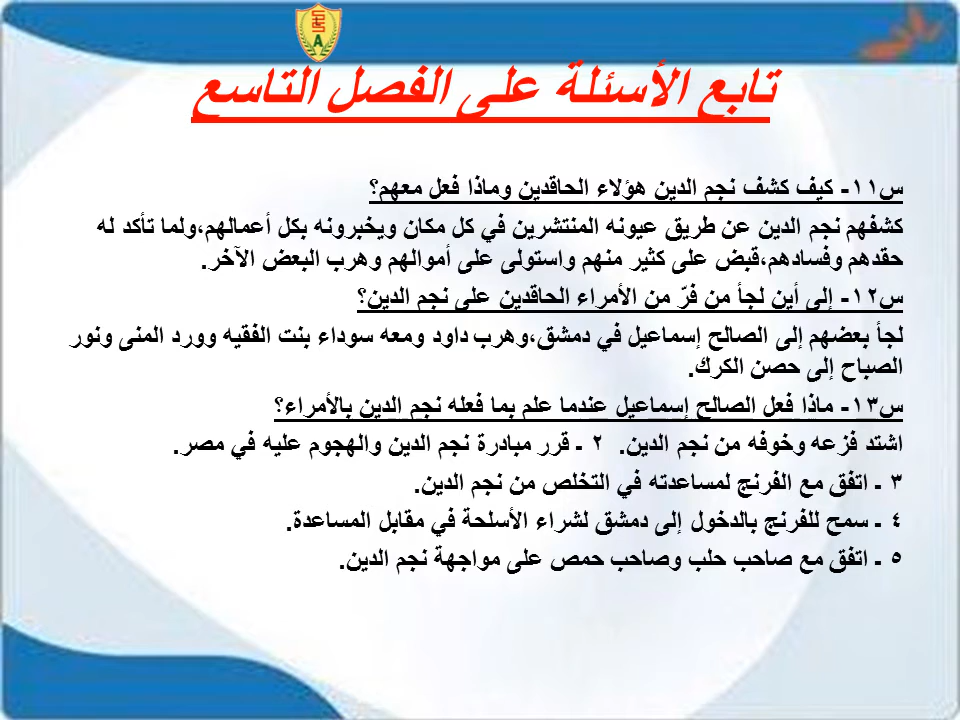 تابع الأسئلة على الفصل التاسع
س١١- كيف كشف نجم الدين هؤلاء الحاقدين وماذا فعل معهم؟
كشفهم نجم الدين عن طريق عيونه المنتشرين في كل مكان ويخبرونه بكل أعمالهم،ولما تأكد له
حقدهم وفسادهم،قبض على كثير منهم واستولى على أموالهم وهرب البعض الآخر.
س١٢- إلى أين لجأ من فرّ من الأمراء الحاقدين على نجم الدين؟
لجأ بعضهم إلى الصالح إسماعيل في دمشق،وهرب داود ومعه سوداء بنت الفقيه وورد المنى ونور
الصباح إلى حصن الكرك.
س١٣- ماذا فعل الصالح إسماعيل عندما علم بما فعله نجم الدين بالأمراء؟
اشتد فزعه وخوفه من نجم الدين. ٢ ـ قرر مبادرة نجم الدين والهجوم عليه في مصر.
٣ ـ اتفق مع الفرنج لمساعدته في التخلص من نجم الدين.
٤ ـ سمح للفرنج بالدخول إلى دمشق لشراء الأسلحة في مقابل المساعدة.
٥ ـ اتفق مع صاحب حلب وصاحب حمص على مواجهة نجم الدين.